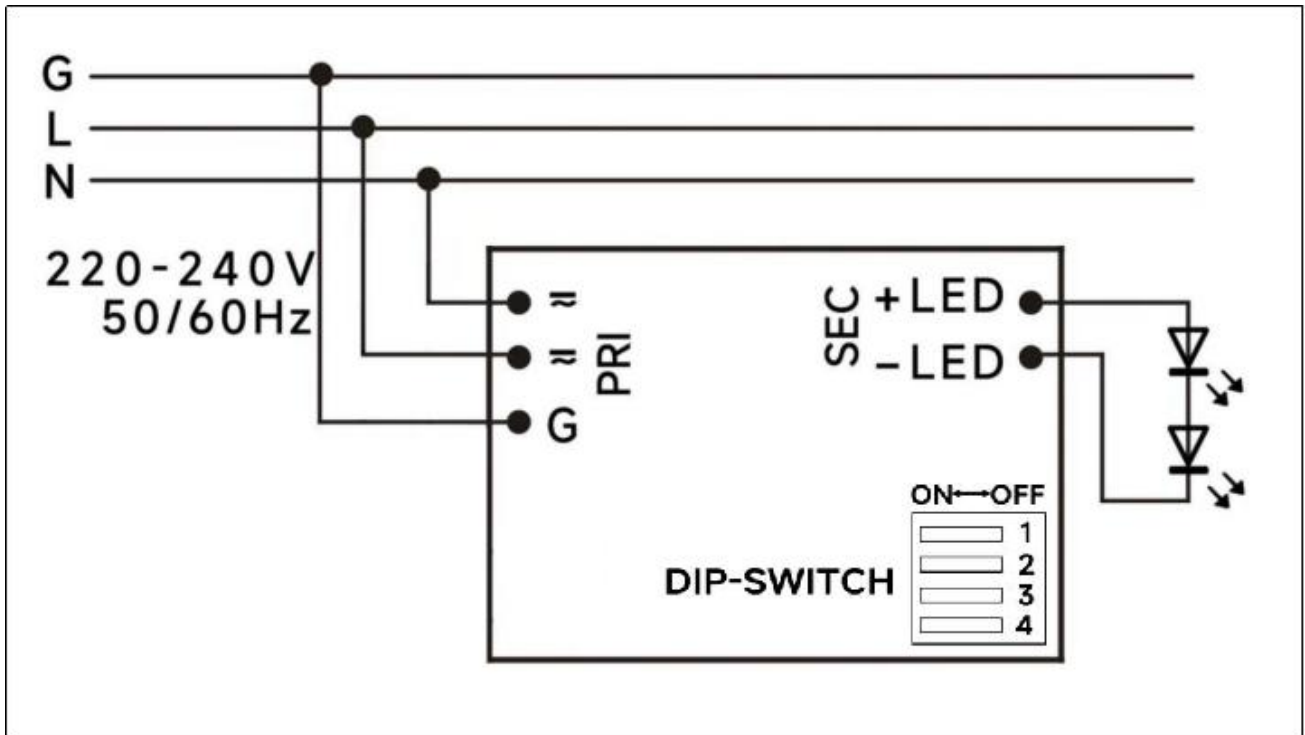 G
L
N
220-240V
50/60Hz
≂
≂
G
PRI
SEC
+LED
-LED
ON↔OFF
1
2
3
4
DIP-SWITCH